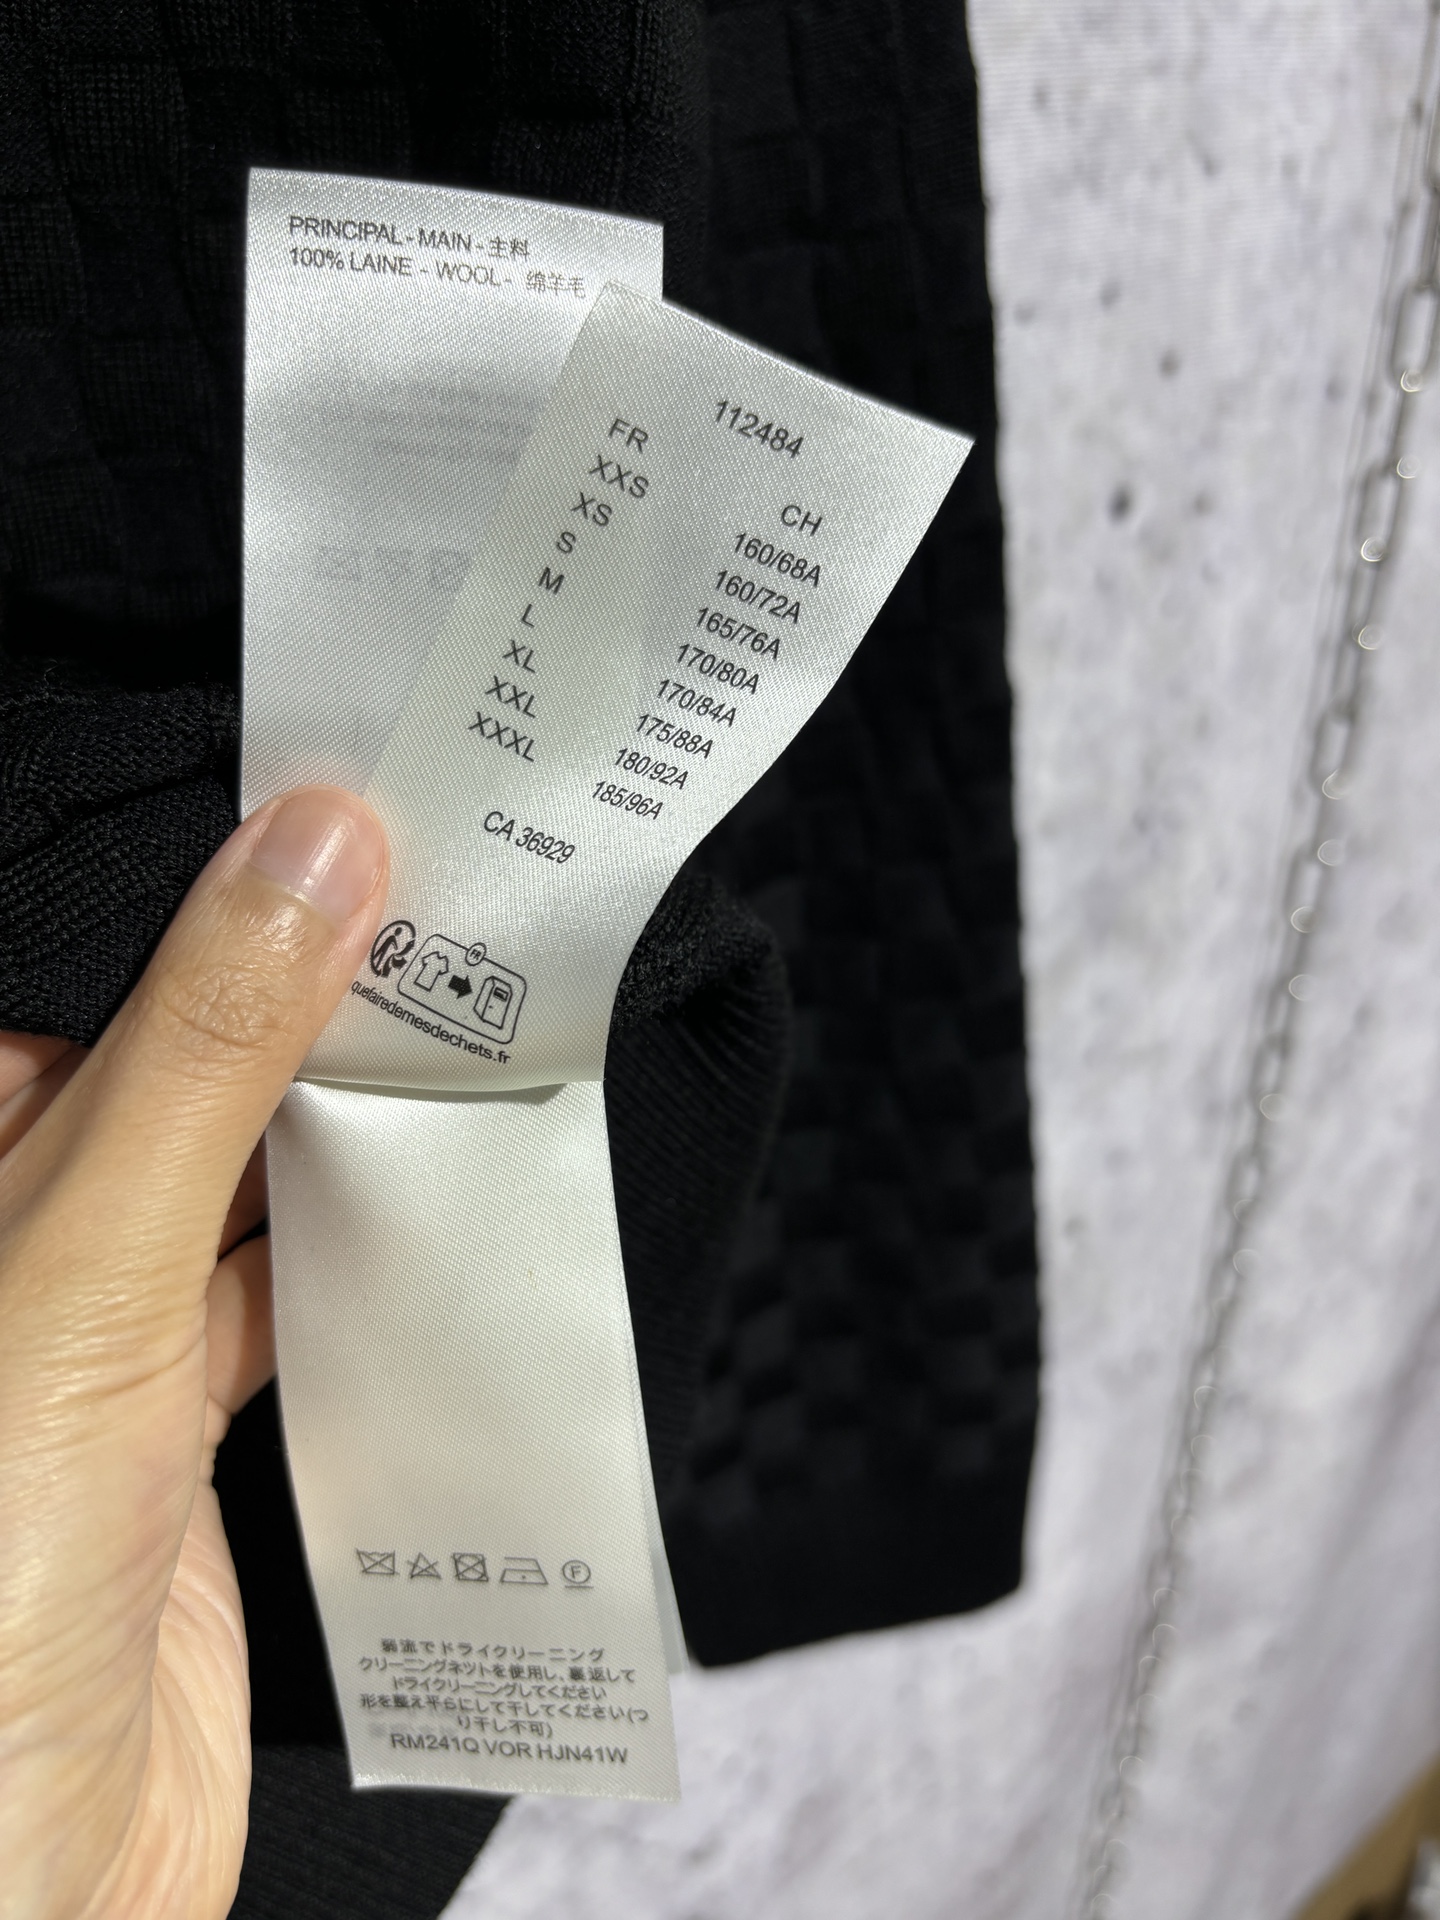 PRINCIPAL - MAIN - 主料
100% LAINE - WOOL - 绵羊毛
112484
FR CH
XXS 160/68A
XS 160/72A
S 165/76A
M 170/80A
L 170/84A
XL 175/88A
XXL 180/92A
XXXL 185/96A
CA 36929
FR
quefairedemesdechets.fr
F
弱流でドライクリーニング
クリーニングネットを使用し、裏返して
ドライクリーニングしてください
形を整え平らにして干してください(つ
り干し不可)
RM241Q VOR HJN41W